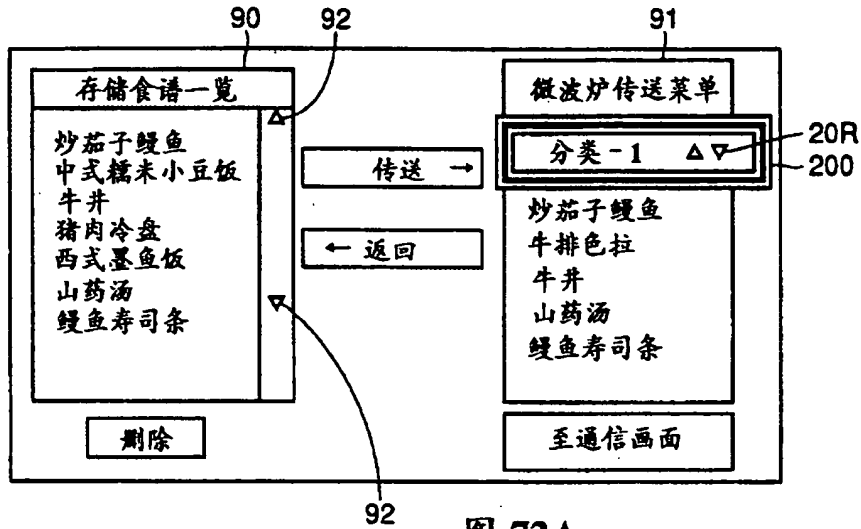 90
92
91
存储食谱一览
微波炉传送菜单
炒茄子鳗鱼
中式糯米小豆饭
牛井
猪肉冷盘
西式墨鱼饭
山药汤
鳗鱼寿司条
传送 →
← 返回
分类-1 △▽
20R
200
炒茄子鳗鱼
牛排色拉
牛井
山药汤
鳗鱼寿司条
删除
至通信画面
92